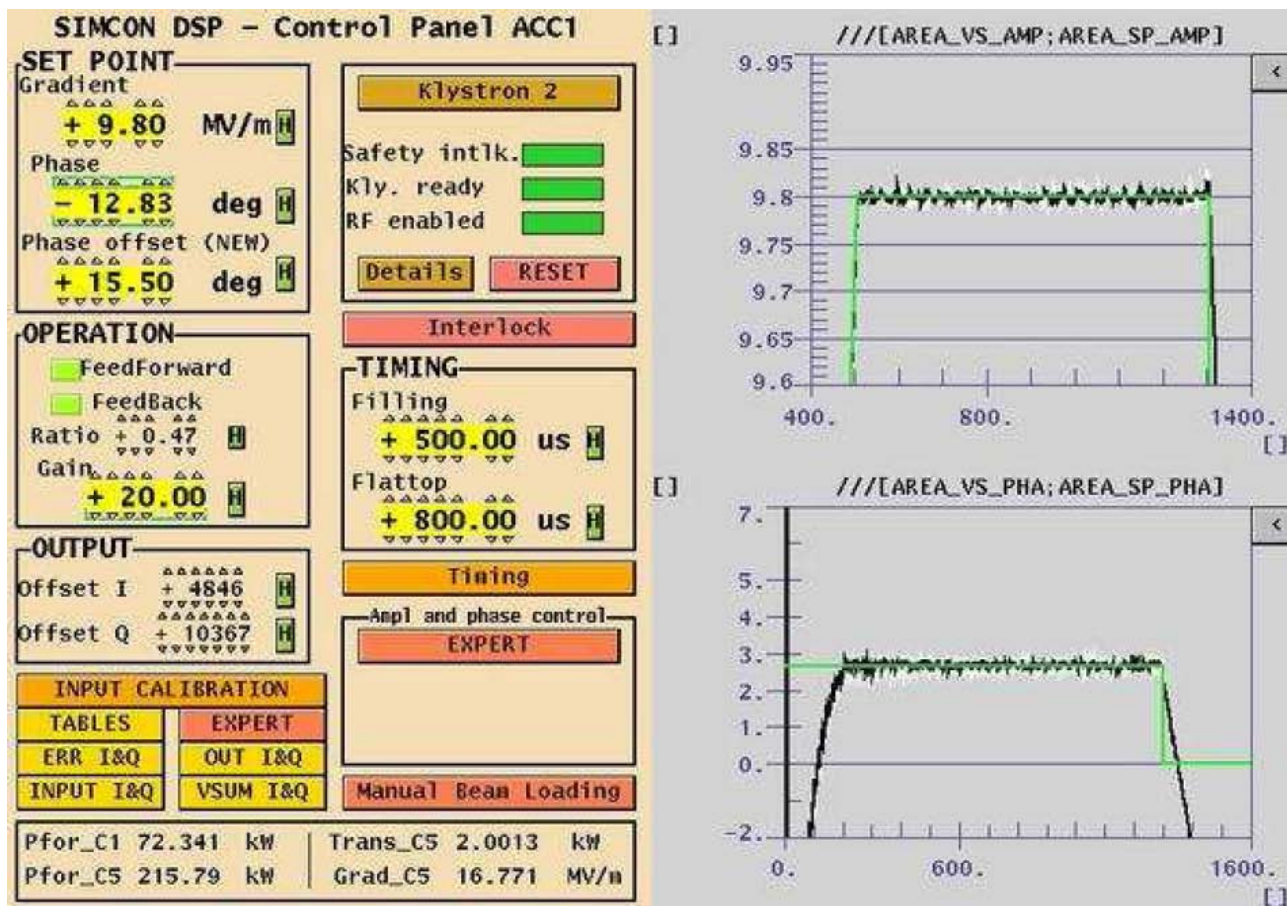 SIMCON DSP - Control Panel ACC1
SET POINT
Gradient
+ 9.80 MV/m H
Phase
- 12.83 deg H
Phase offset (NEW)
+ 15.50 deg H
Klystron 2
Safety intlk.
Kly. ready
RF enabled
Details RESET
Interlock
OPERATION
FeedForward
FeedBack
Ratio + 0.47 H
Gain
+ 20.00 H
TIMING
Filling
+ 500.00 us H
Flattop
+ 800.00 us H
Timing
OUTPUT
Offset I + 4846 H
Offset Q + 10367 H
Ampl and phase control
EXPERT
INPUT CALIBRATION
TABLES EXPERT
ERR I&Q OUT I&Q
INPUT I&Q VSUM I&Q
Manual Beam Loading
Pfor_C1 72.341 kW | Trans_C5 2.0013 kW
Pfor_C5 215.79 kW | Grad_C5 16.771 MV/m
[] ///[AREA_VS_AMP;AREA_SP_AMP]
<
9.95
9.85
9.8
9.75
9.7
9.65
9.6
400. 800. 1400.
[]
[] ///[AREA_VS_PHA;AREA_SP_PHA]
<
7.
5.
4.
3.
2.
1.
0.
-2.
0. 600. 1600.
[]